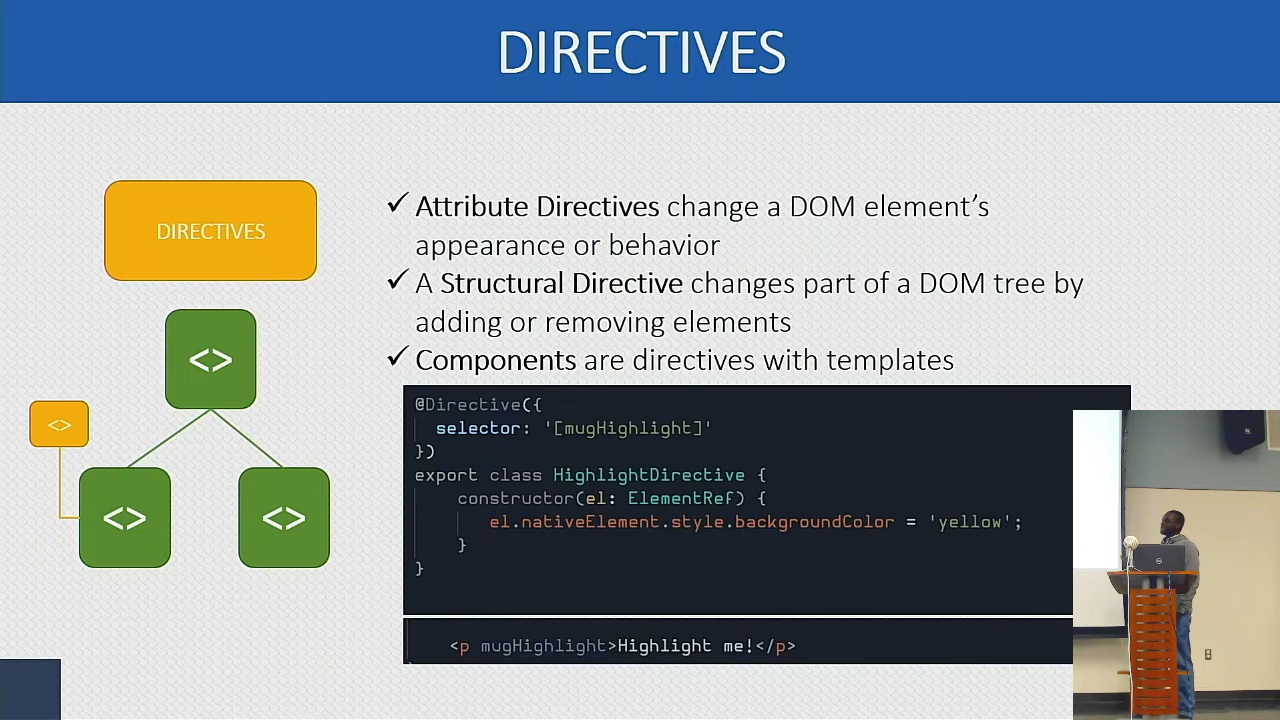 DIRECTIVES
DIRECTIVES
<>
<>
<>
<>
✓ Attribute Directives change a DOM element’s
appearance or behavior
✓ A Structural Directive changes part of a DOM tree by
adding or removing elements
✓ Components are directives with templates
@Directive({
selector: '[mugHighlight]'
})
export class HighlightDirective {
constructor(el: ElementRef) {
el.nativeElement.style.backgroundColor = 'yellow';
}
}
<p mugHighlight>Highlight me!</p>